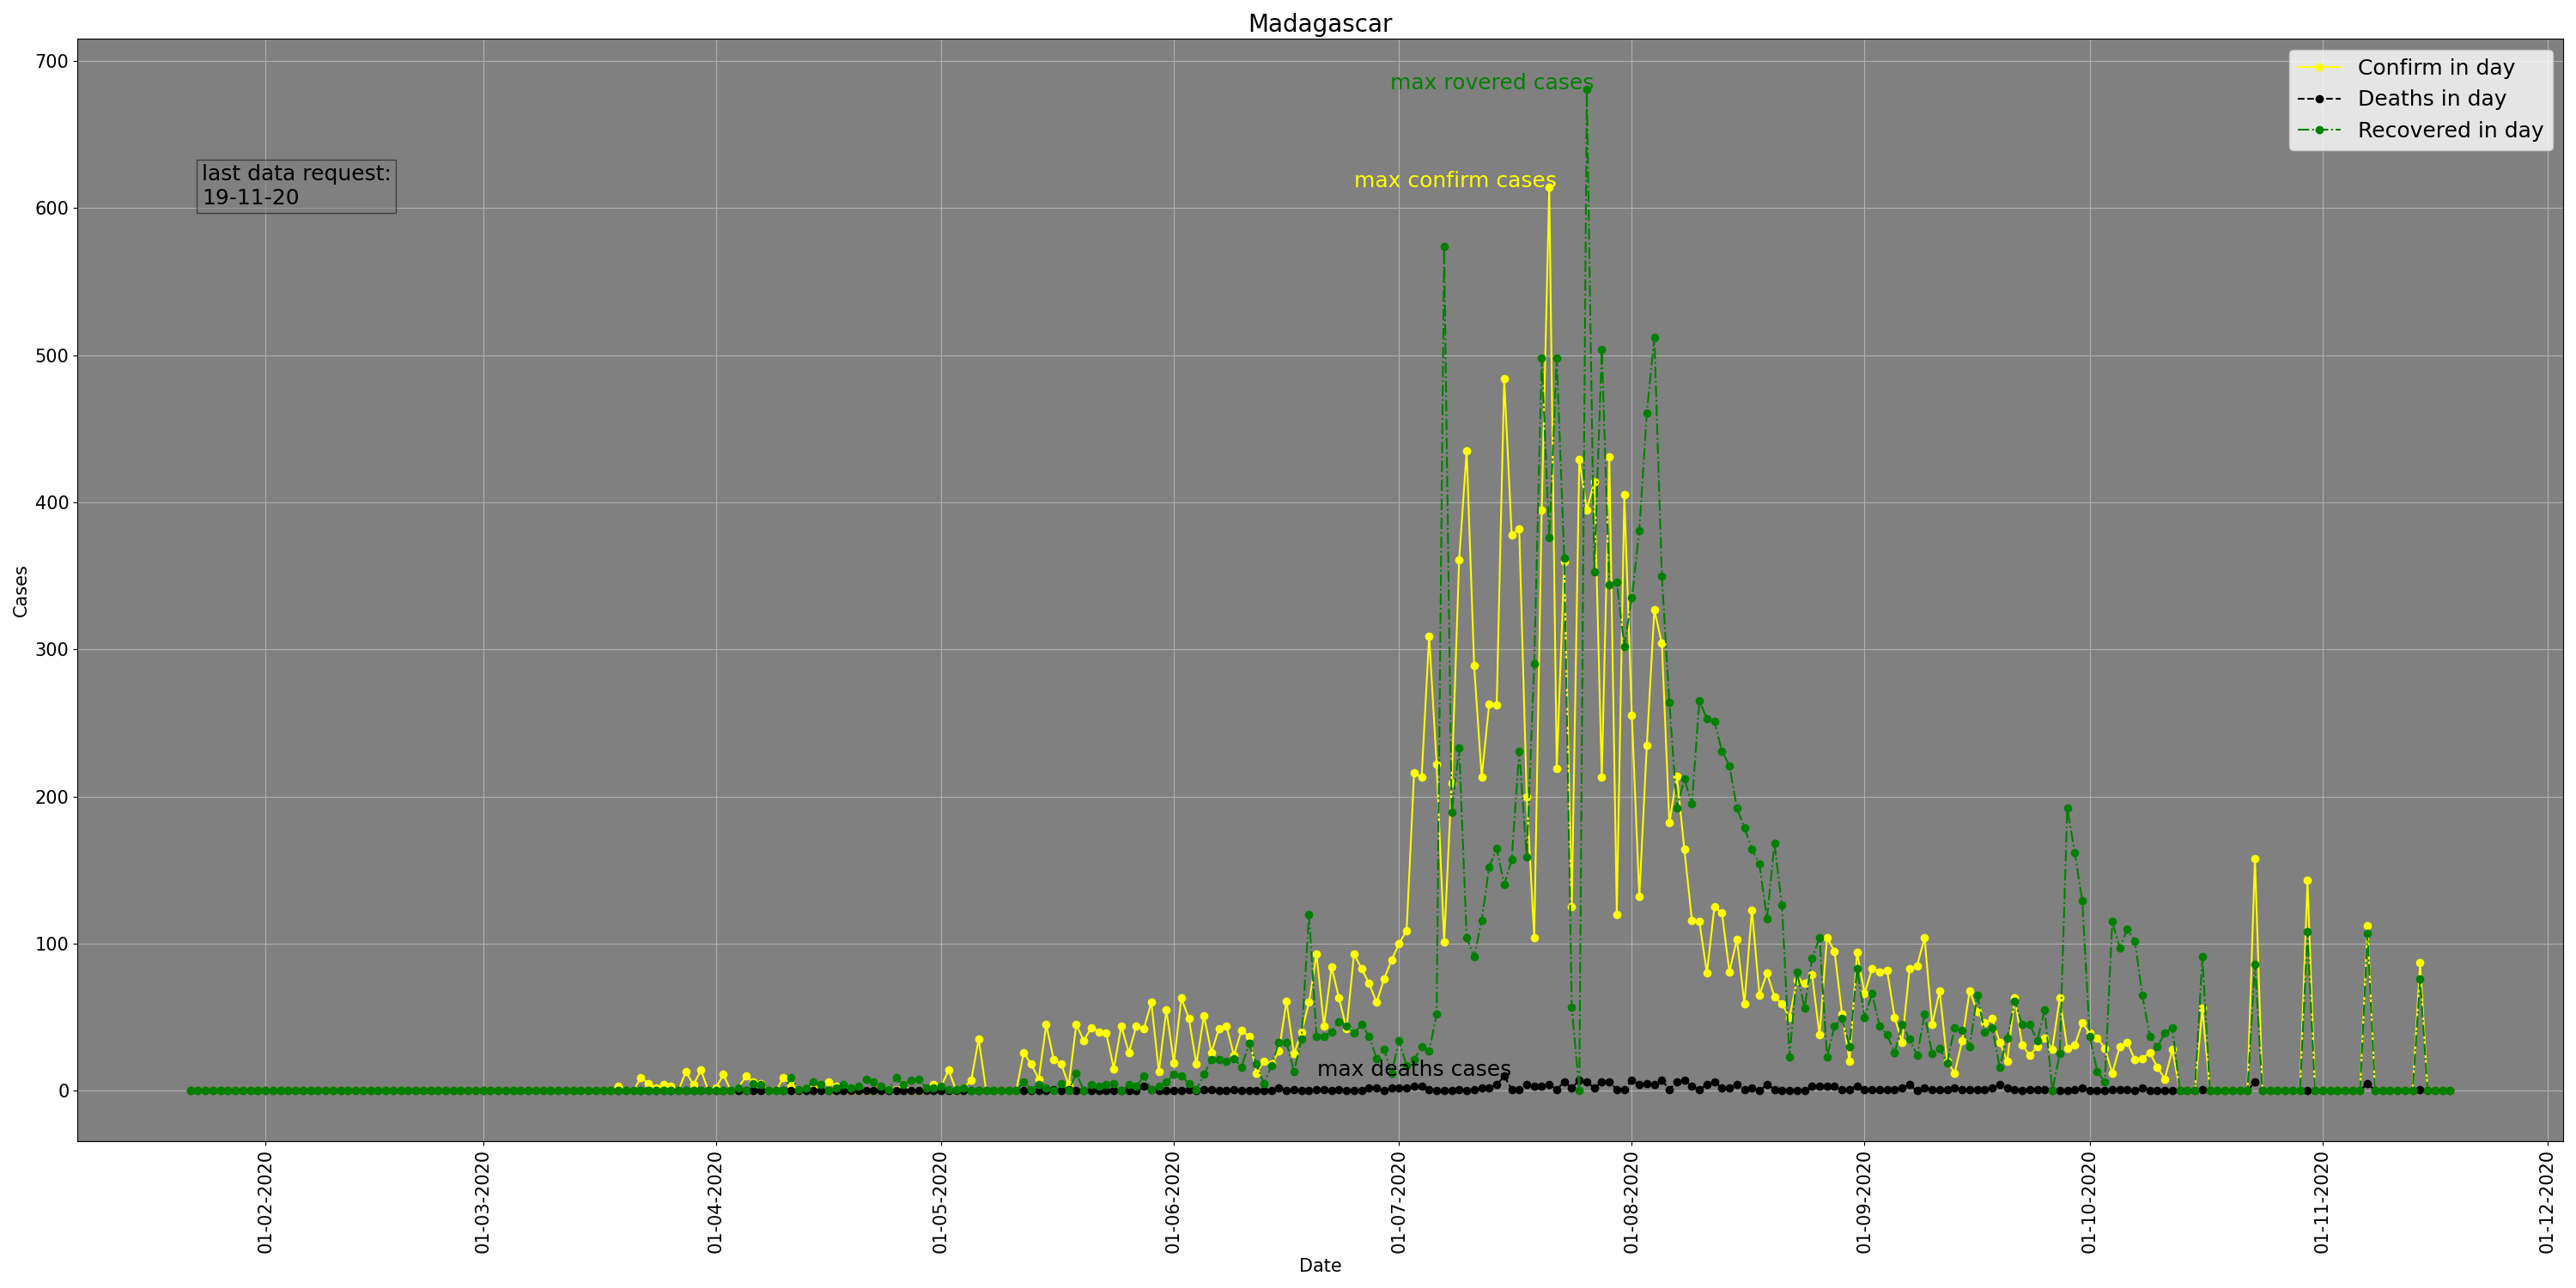 Madagascar
700
600
500
400
300
200
100
0
Cases
last data request:
19-11-20
max rovered cases
max confirm cases
max deaths cases
Confirm in day
Deaths in day
Recovered in day
01-02-2020
01-03-2020
01-04-2020
01-05-2020
01-06-2020
01-07-2020
01-08-2020
01-09-2020
01-10-2020
01-11-2020
01-12-2020
Date